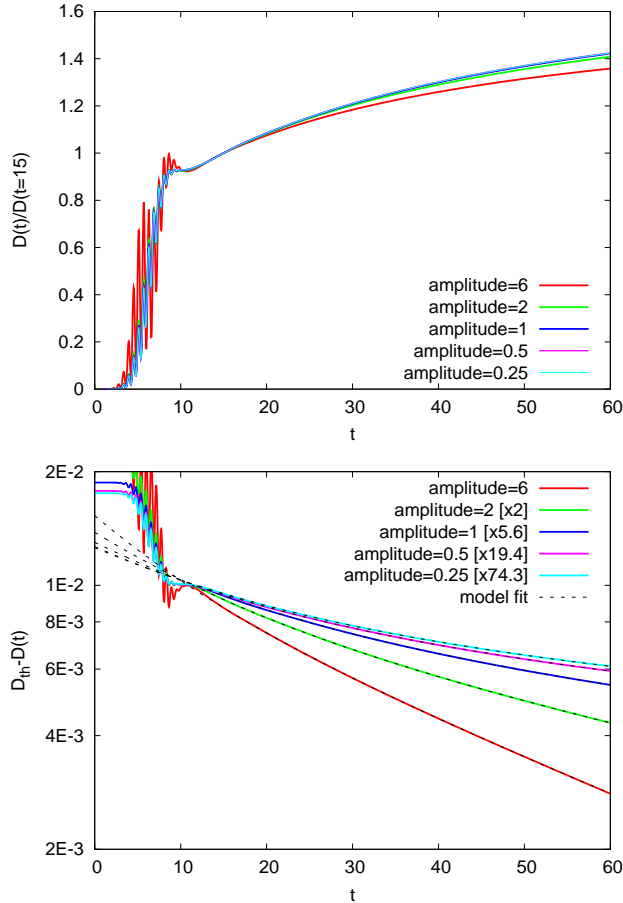 1.6
1.4
1.2
1
0.8
0.6
0.4
0.2
0
D(t)/D(t=15)
amplitude=6
amplitude=2
amplitude=1
amplitude=0.5
amplitude=0.25
0 10 20 30 40 50 60
t
2E-2
1E-2
8E-3
6E-3
4E-3
2E-3
D_th-D(t)
amplitude=6
amplitude=2 [x2]
amplitude=1 [x5.6]
amplitude=0.5 [x19.4]
amplitude=0.25 [x74.3]
model fit
0 10 20 30 40 50 60
t